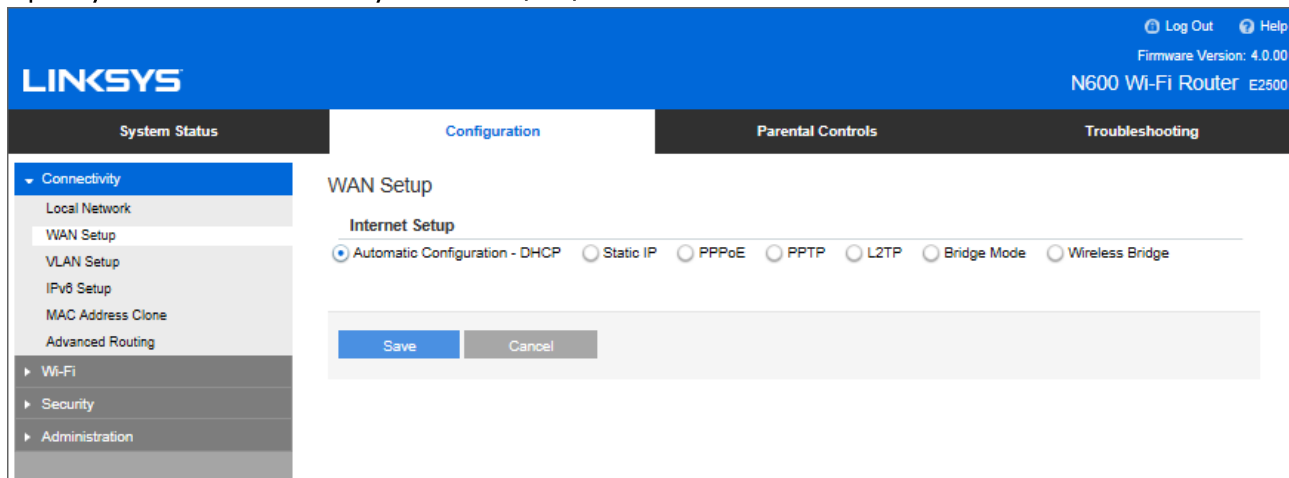 Log Out Help
Firmware Version: 4.0.00
LINKSYS
N600 Wi-Fi Router E2500
System Status Configuration Parental Controls Troubleshooting
Connectivity
Local Network
WAN Setup
VLAN Setup
IPv6 Setup
MAC Address Clone
Advanced Routing
Wi-Fi
Security
Administration
WAN Setup
Internet Setup
Automatic Configuration - DHCP Static IP PPPoE PPTP L2TP Bridge Mode Wireless Bridge
Save Cancel